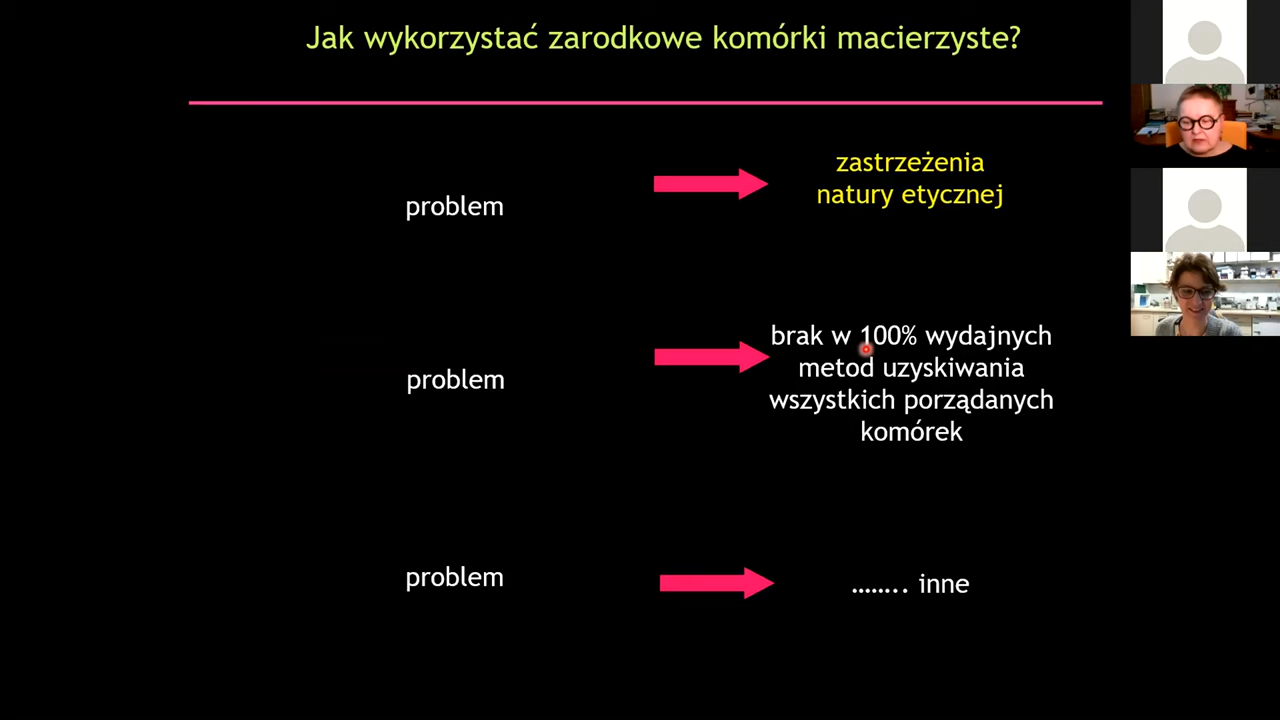 Jak wykorzystać zarodkowe komórki macierzyste?
problem
zastrzeżenia
natury etycznej
problem
brak w 100% wydajnych
metod uzyskiwania
wszystkich porządanych
komórek
problem
…….. inne